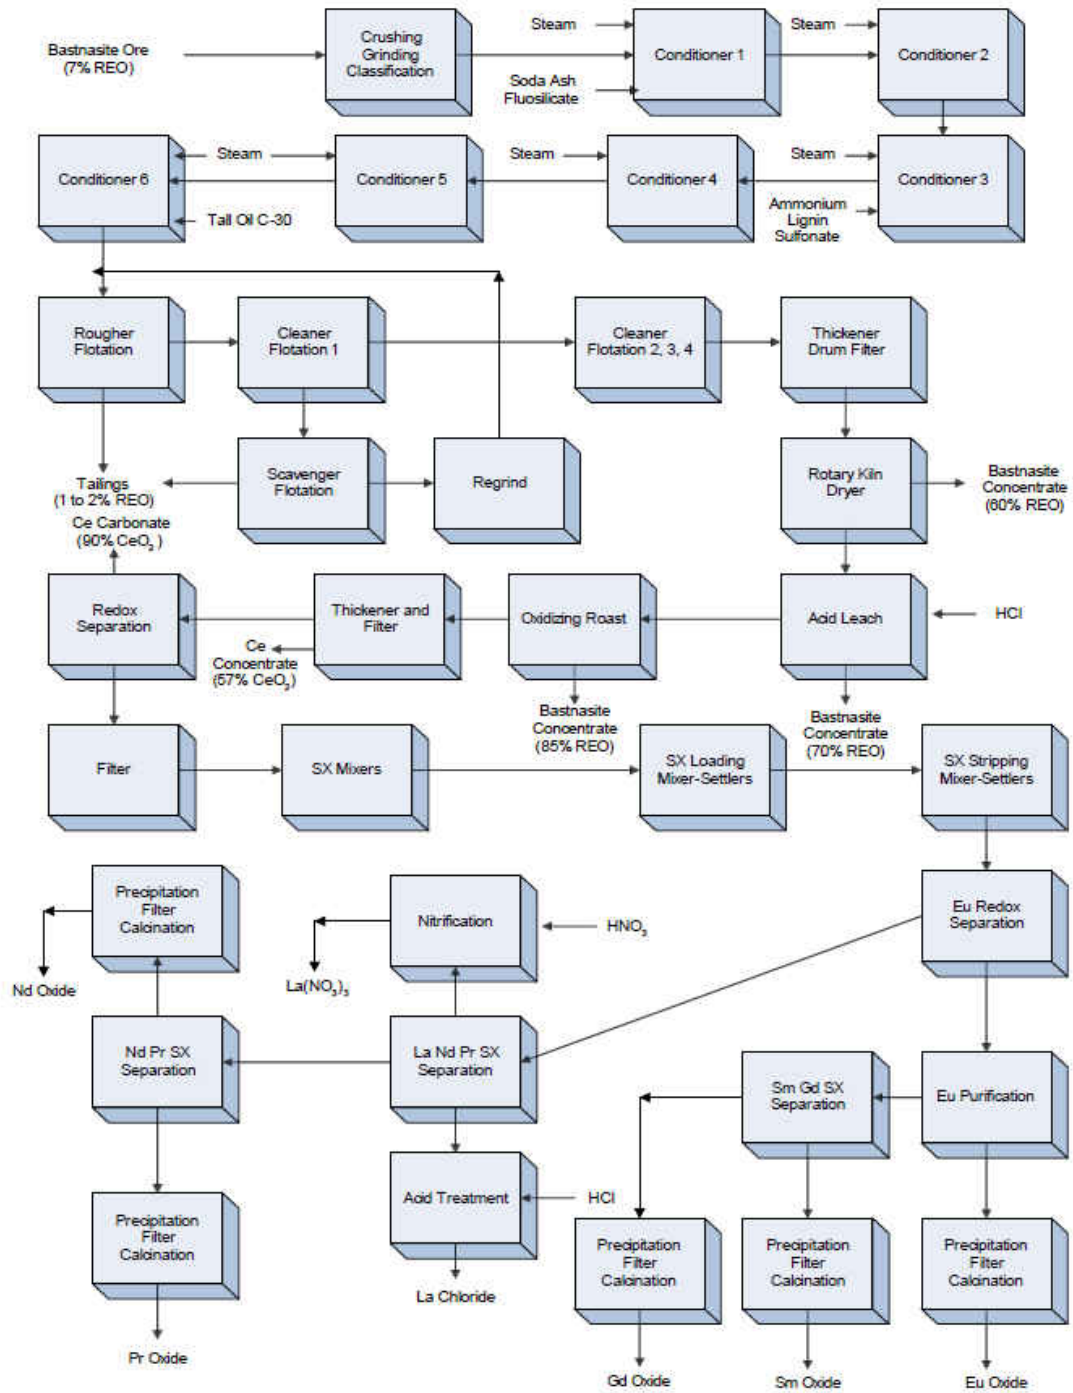 Bastnasite Ore
(7% REO)
Crushing
Grinding
Classification
Steam
Soda Ash
Fluosilicate
Conditioner 1
Steam
Conditioner 2
Conditioner 6
Steam
Tall Oil C-30
Conditioner 5
Steam
Conditioner 4
Steam
Ammonium
Lignin
Sulfonate
Conditioner 3
Rougher
Flotation
Cleaner
Flotation 1
Cleaner
Flotation 2, 3, 4
Thickener
Drum Filter
Tailings
(1 to 2% REO)
Scavenger
Flotation
Regrind
Rotary Kiln
Dryer
Bastnasite
Concentrate
(60% REO)
Ce Carbonate
(90% CeO₂)
Redox
Separation
Thickener and
Filter
Ce
Concentrate
(57% CeO₂)
Oxidizing Roast
Acid Leach
HCl
Bastnasite
Concentrate
(85% REO)
Bastnasite
Concentrate
(70% REO)
Filter
SX Mixers
SX Loading
Mixer-Settlers
SX Stripping
Mixer-Settlers
Precipitation
Filter
Calcination
Nd Oxide
Nitrification
HNO₃
La(NO₃)₃
Eu Redox
Separation
Nd Pr SX
Separation
La Nd Pr SX
Separation
Sm Gd SX
Separation
Eu Purification
Acid Treatment
HCl
La Chloride
Precipitation
Filter
Calcination
Pr Oxide
Precipitation
Filter
Calcination
Gd Oxide
Precipitation
Filter
Calcination
Sm Oxide
Precipitation
Filter
Calcination
Eu Oxide